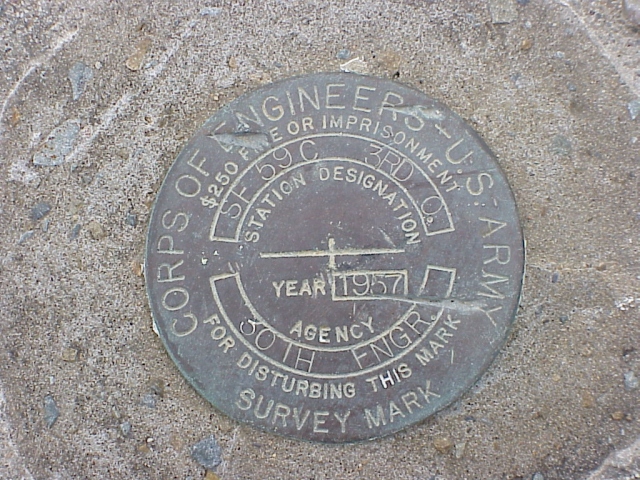 CORPS OF ENGINEERS - U.S. ARMY
$250 FINE OR IMPRISONMENT
SF 59 C 3RD O.
STATION DESIGNATION
YEAR 1957
AGENCY
30TH ENGR.
FOR DISTURBING THIS MARK
SURVEY MARK